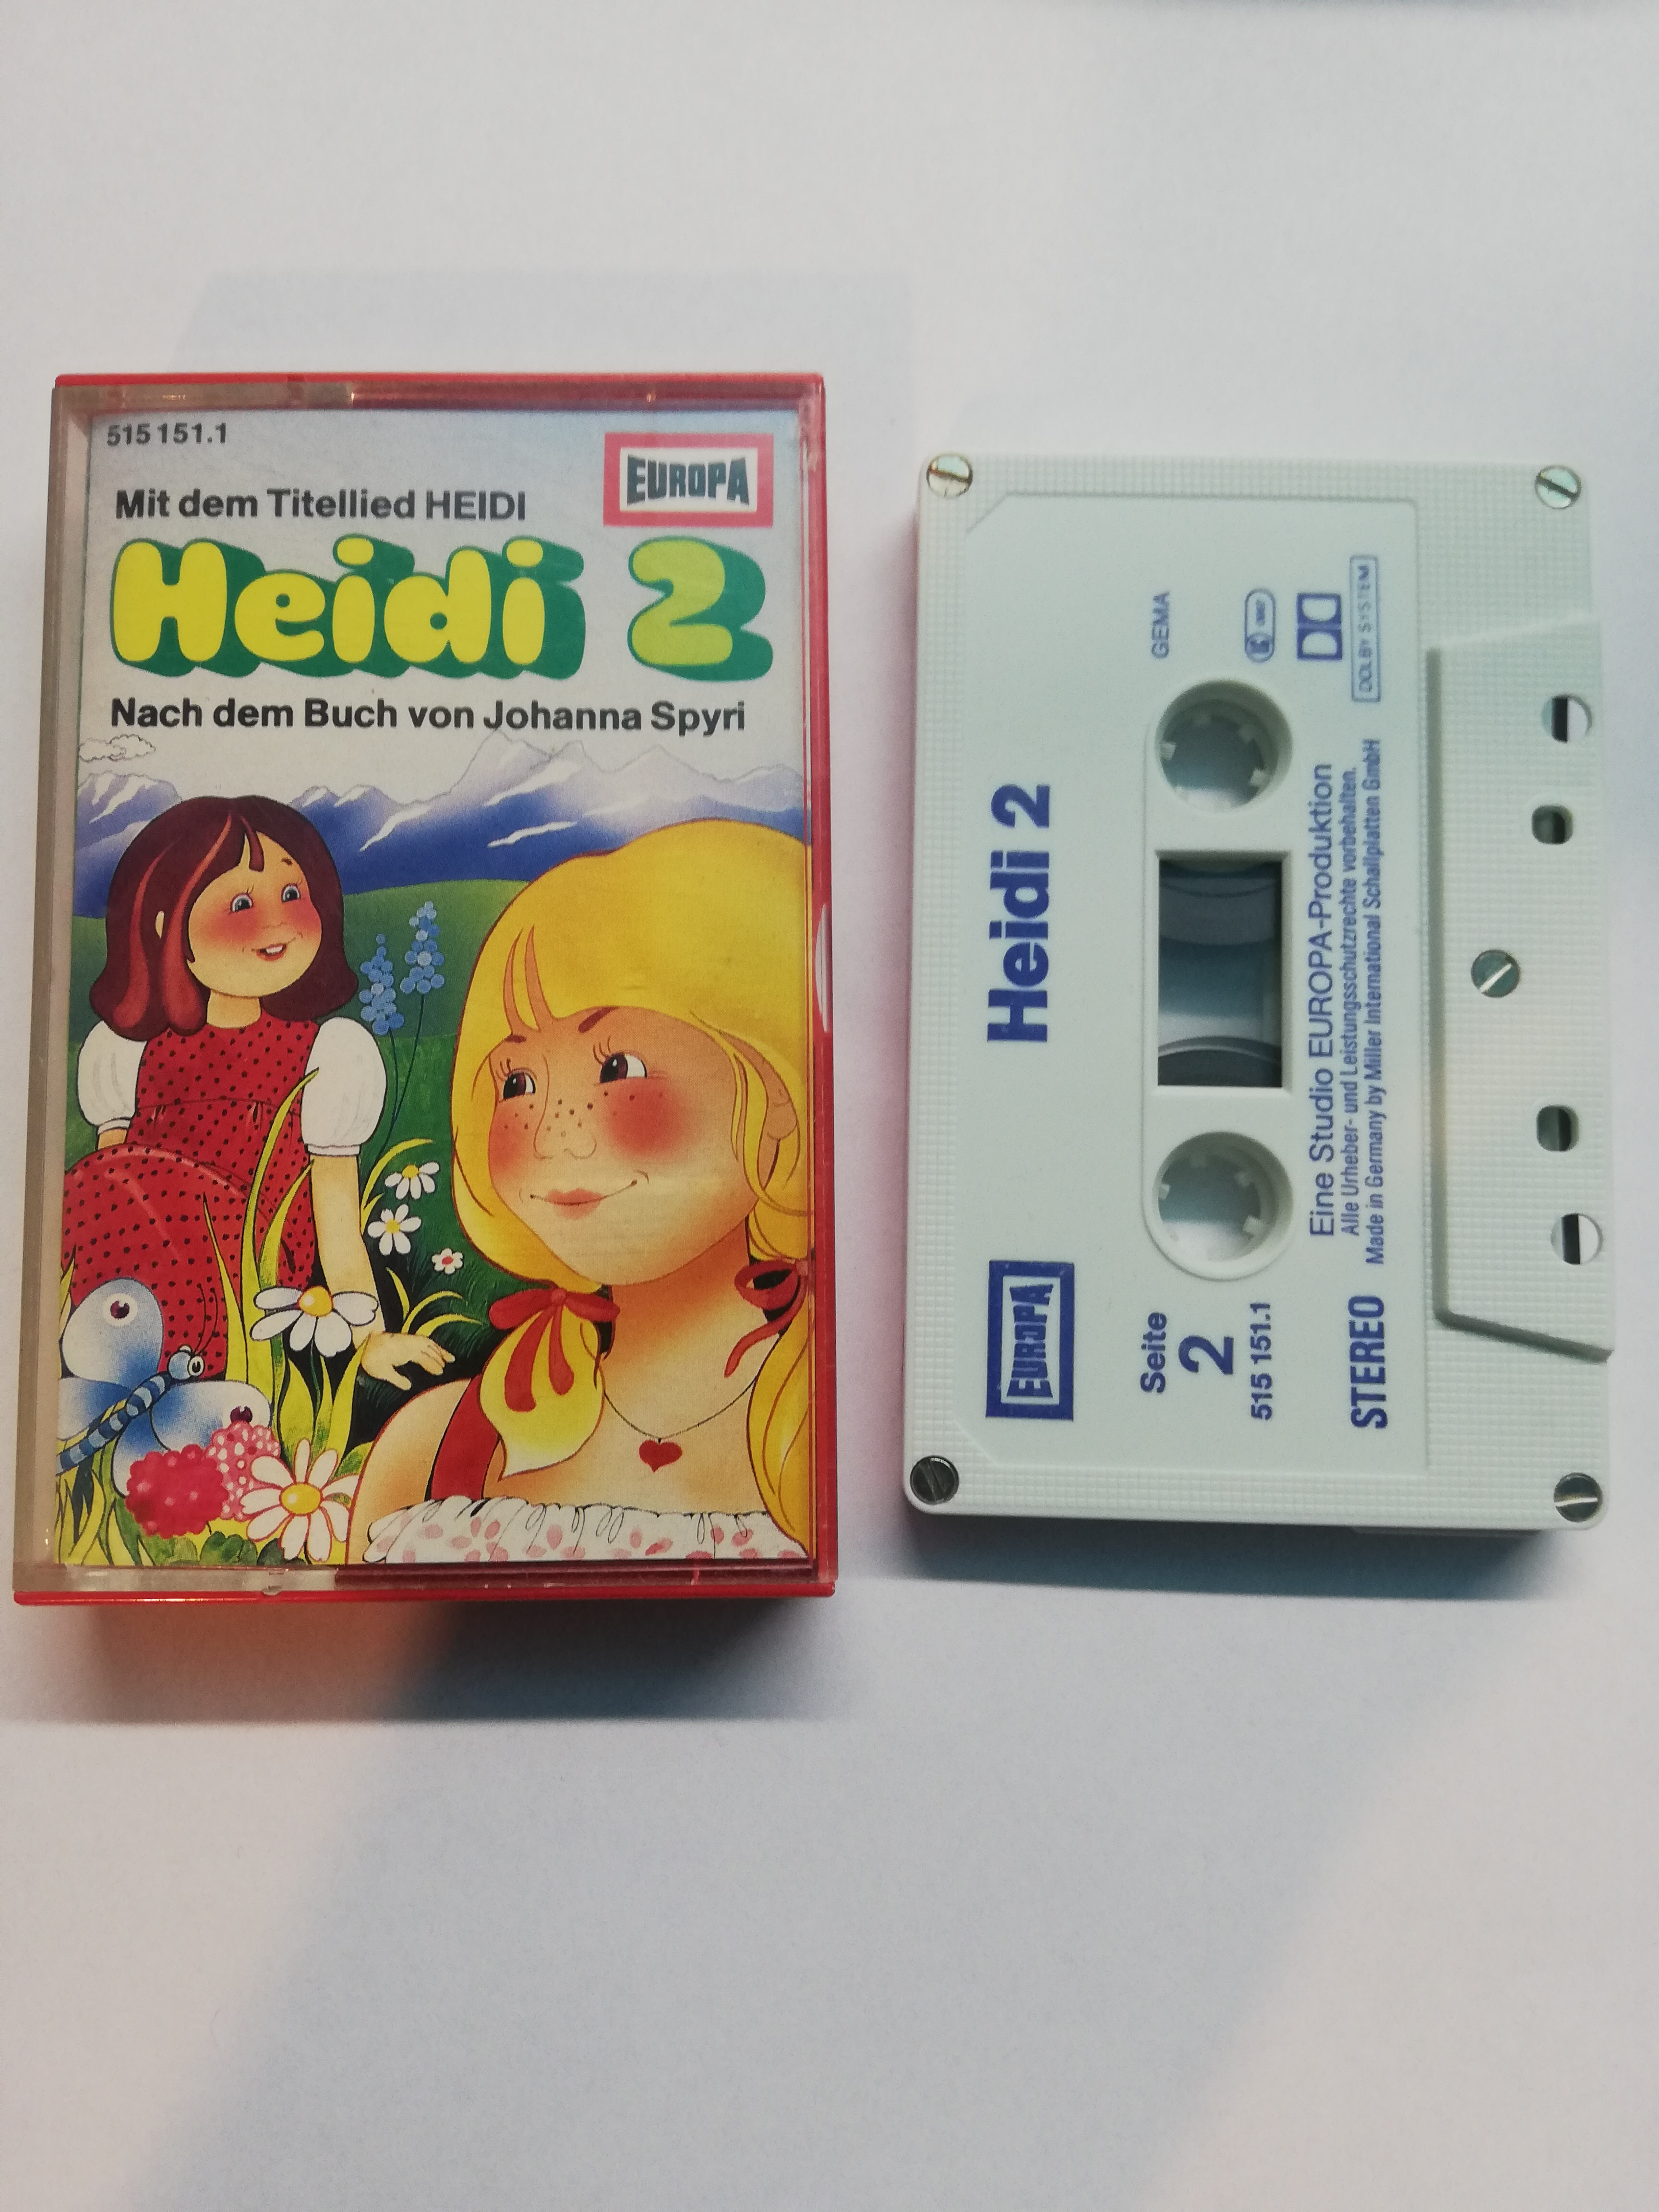 515 151.1
EUROPA
Mit dem Titellied HEIDI
Heidi 2
Nach dem Buch von Johanna Spyri
EUROPA
Heidi 2
Seite
2
515 151.1
GEMA
STEREO
Eine Studio EUROPA-Produktion
Alle Urheber- und Leistungsschutzrechte vorbehalten.
Made in Germany by Miller International Schallplatten GmbH
DOLBY SYSTEM